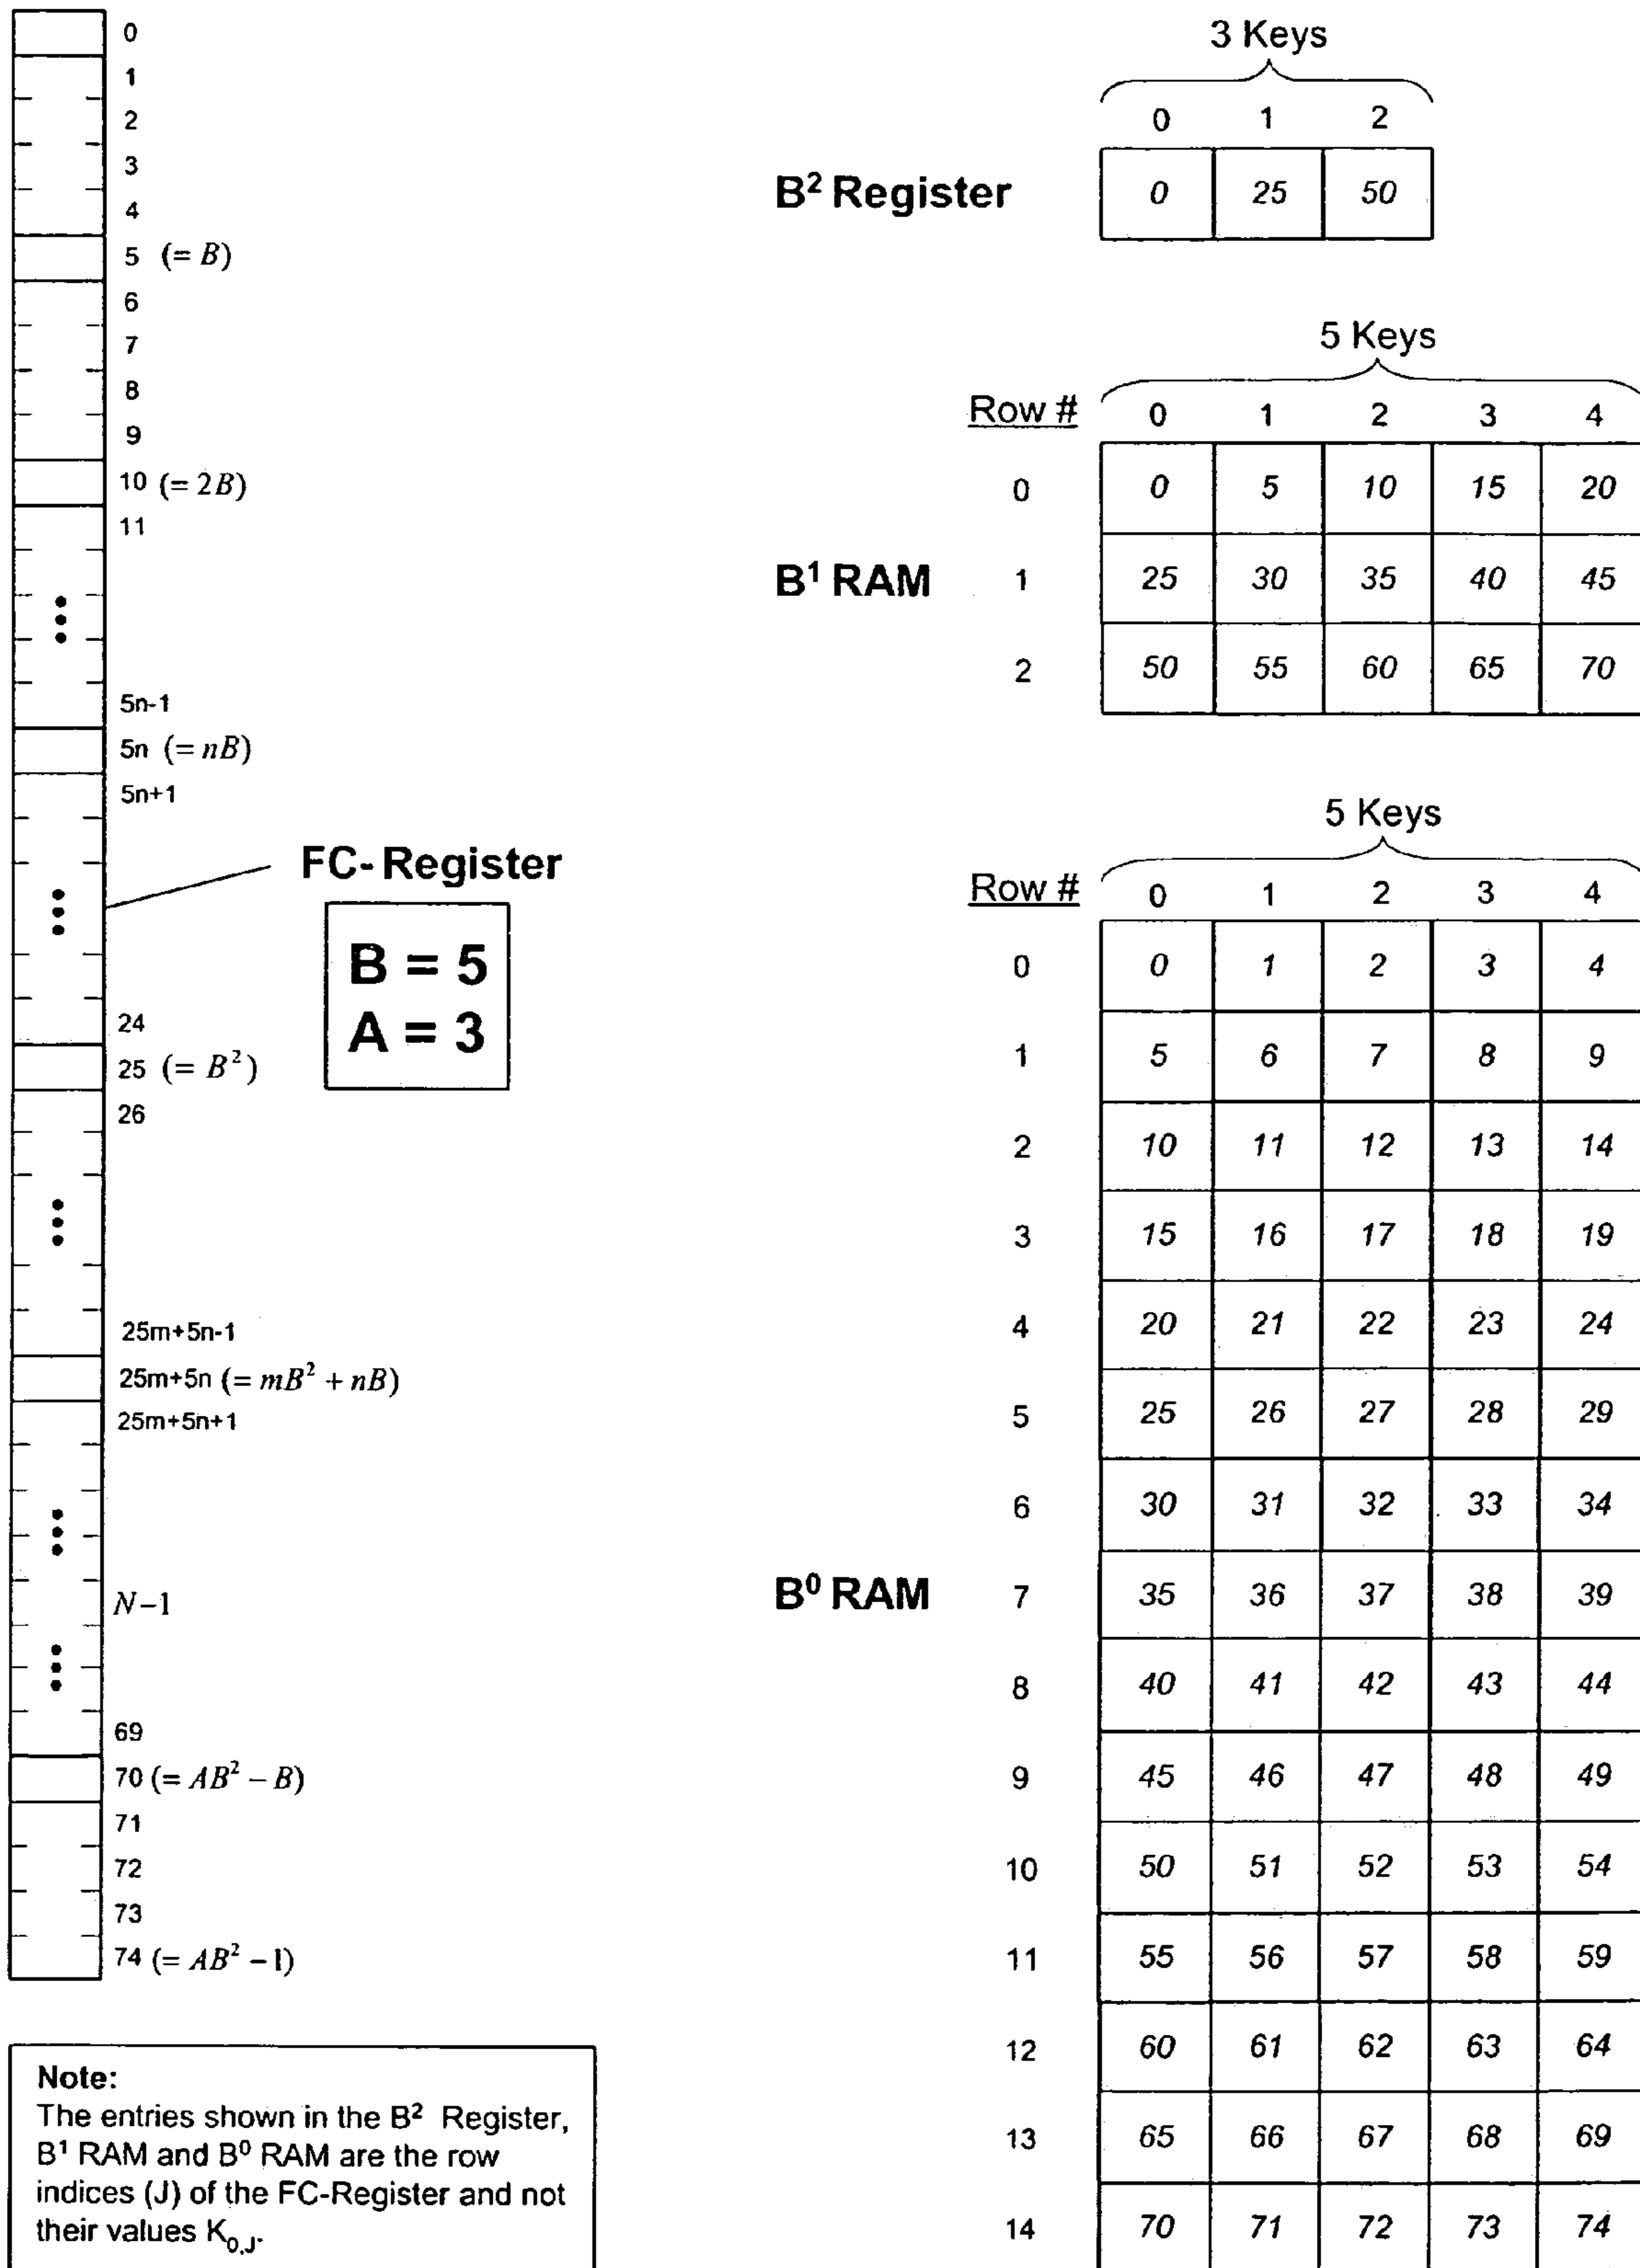 0
1
2
3
4
5 (= B)
6
7
8
9
10 (= 2B)
11
5n-1
5n (= nB)
5n+1
24
25 (= B²)
26
25m+5n-1
25m+5n (= mB² + nB)
25m+5n+1
N-1
69
70 (= AB² – B)
71
72
73
74 (= AB² – 1)
FC-Register
B = 5
A = 3
Note:
The entries shown in the B² Register,
B¹ RAM and B⁰ RAM are the row
indices (J) of the FC-Register and not
their values K₀,J.
3 Keys
0 1 2
B² Register 0 25 50
5 Keys
Row # 0 1 2 3 4
0 0 5 10 15 20
B¹ RAM 1 25 30 35 40 45
2 50 55 60 65 70
5 Keys
Row # 0 1 2 3 4
0 0 1 2 3 4
1 5 6 7 8 9
2 10 11 12 13 14
3 15 16 17 18 19
4 20 21 22 23 24
5 25 26 27 28 29
6 30 31 32 33 34
B⁰ RAM 7 35 36 37 38 39
8 40 41 42 43 44
9 45 46 47 48 49
10 50 51 52 53 54
11 55 56 57 58 59
12 60 61 62 63 64
13 65 66 67 68 69
14 70 71 72 73 74